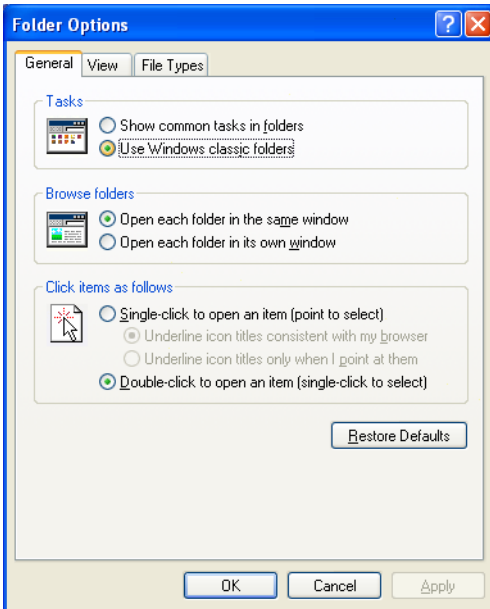 Folder Options
General View File Types
Tasks
Show common tasks in folders
Use Windows classic folders
Browse folders
Open each folder in the same window
Open each folder in its own window
Click items as follows
Single-click to open an item (point to select)
Underline icon titles consistent with my browser
Underline icon titles only when I point at them
Double-click to open an item (single-click to select)
Restore Defaults
OK Cancel Apply